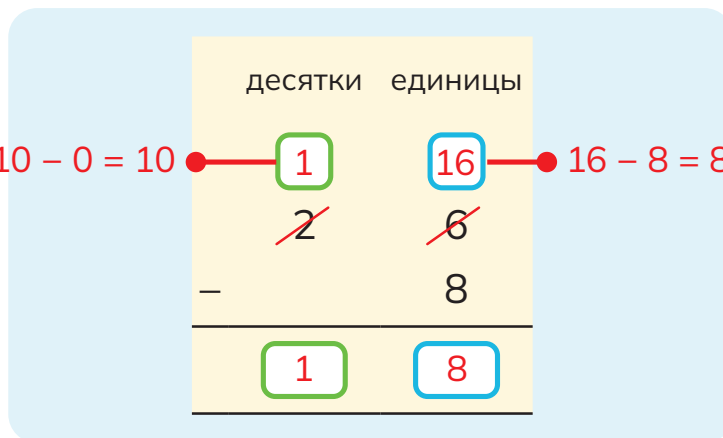 десятки единицы
10 – 0 = 10 1 16 16 – 8 = 8
2 6
– 8
1 8